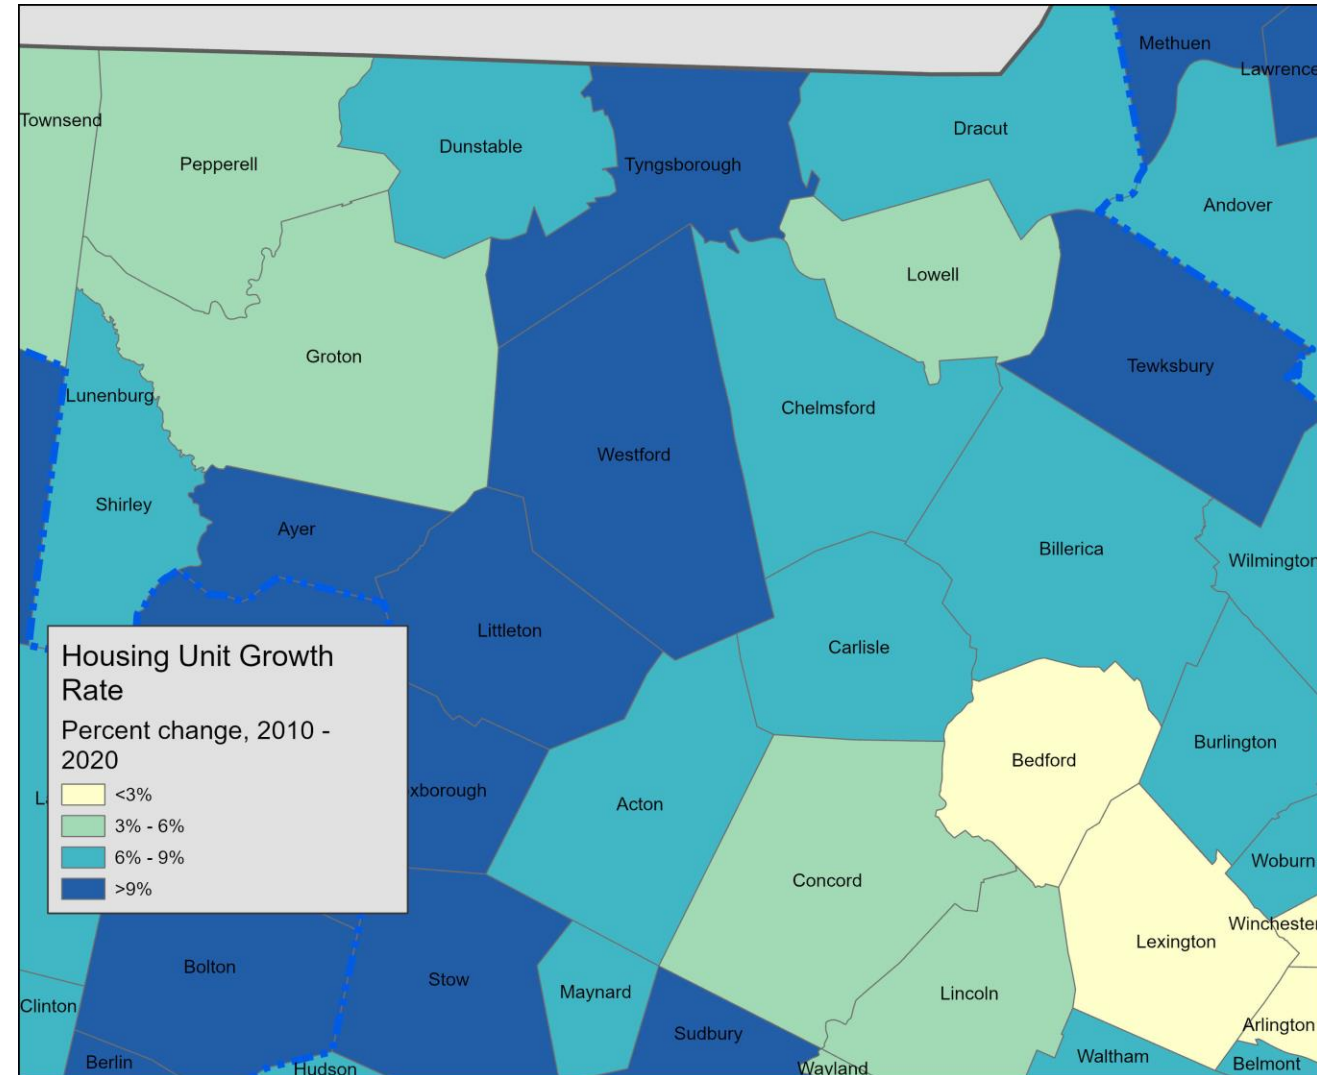 Methuen
Lawrence
Townsend
Dracut
Dunstable
Pepperell
Tyngsborough
Andover
Lowell
Groton
Tewksbury
Lunenburg
Chelmsford
Westford
Shirley
Ayer
Billerica
Wilmington
Littleton
Carlisle
Housing Unit Growth
Rate
Percent change, 2010 -
2020
<3%
3% - 6%
6% - 9%
>9%
Burlington
Bedford
xborough
Acton
Woburn
Concord
Winchester
Lexington
Bolton
Stow
Maynard
Lincoln
Clinton
Arlington
Sudbury
Waltham
Berlin
Hudson
Wayland
Belmont